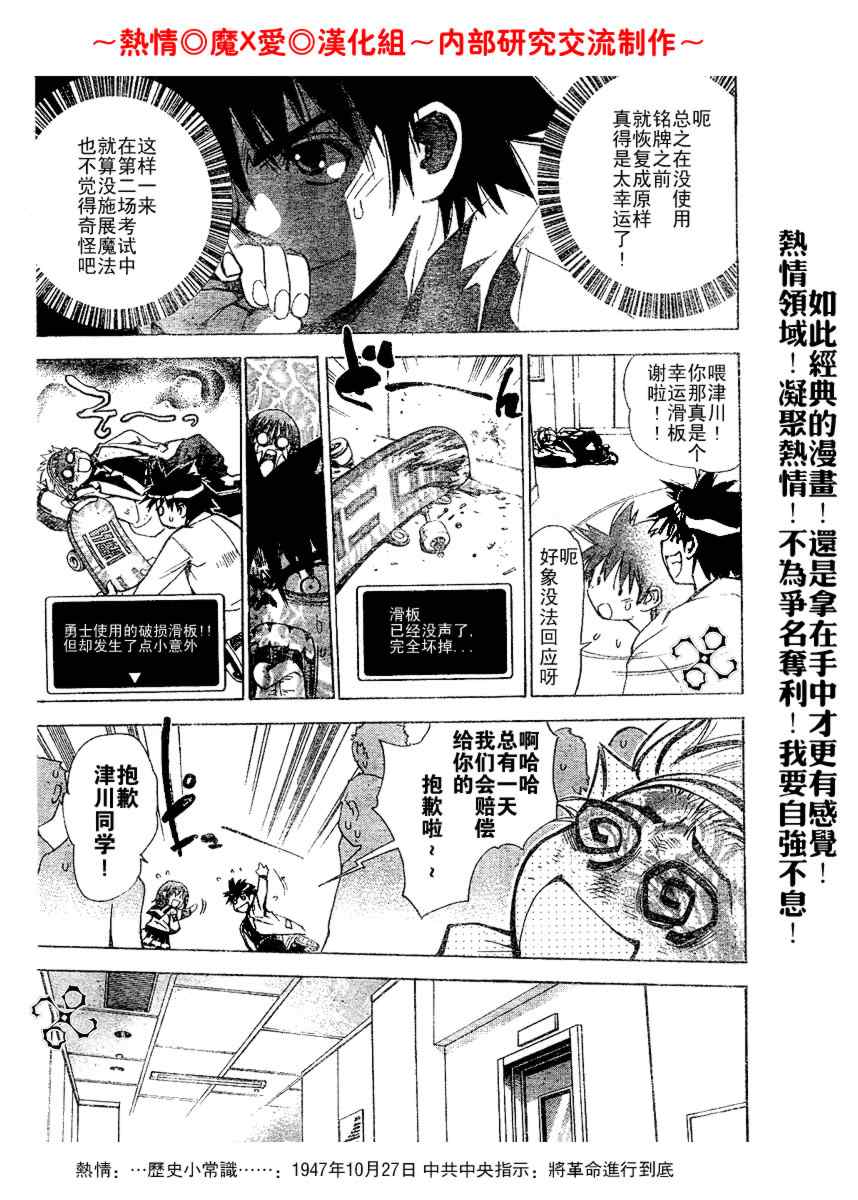 ～熱情◎魔X愛◎漢化組～内部研究交流制作～
呃
总之在没使用
铭牌之前
就恢复成原样
真得是太幸运了！
这样一来
在第二场考试中
就算没施展魔法
也不觉得奇怪吧
喂津川！
你那真是个
幸运滑板
谢啦！！
呃
好象没法回应呀
ドギ
滑板
已经没声了,
完全坏掉...
勇士使用的破损滑板!!
但却发生了点小意外
▼
啊哈哈
总有一天
我们会赔偿
给你的
抱歉啦~~
抱歉
津川同学！
如此經典的漫畫！還是拿在手中才更有感覺！
熱情領域！凝聚熱情！不為爭名奪利！我要自強不息！
熱情：…歷史小常識……：1947年10月27日 中共中央指示：將革命進行到底